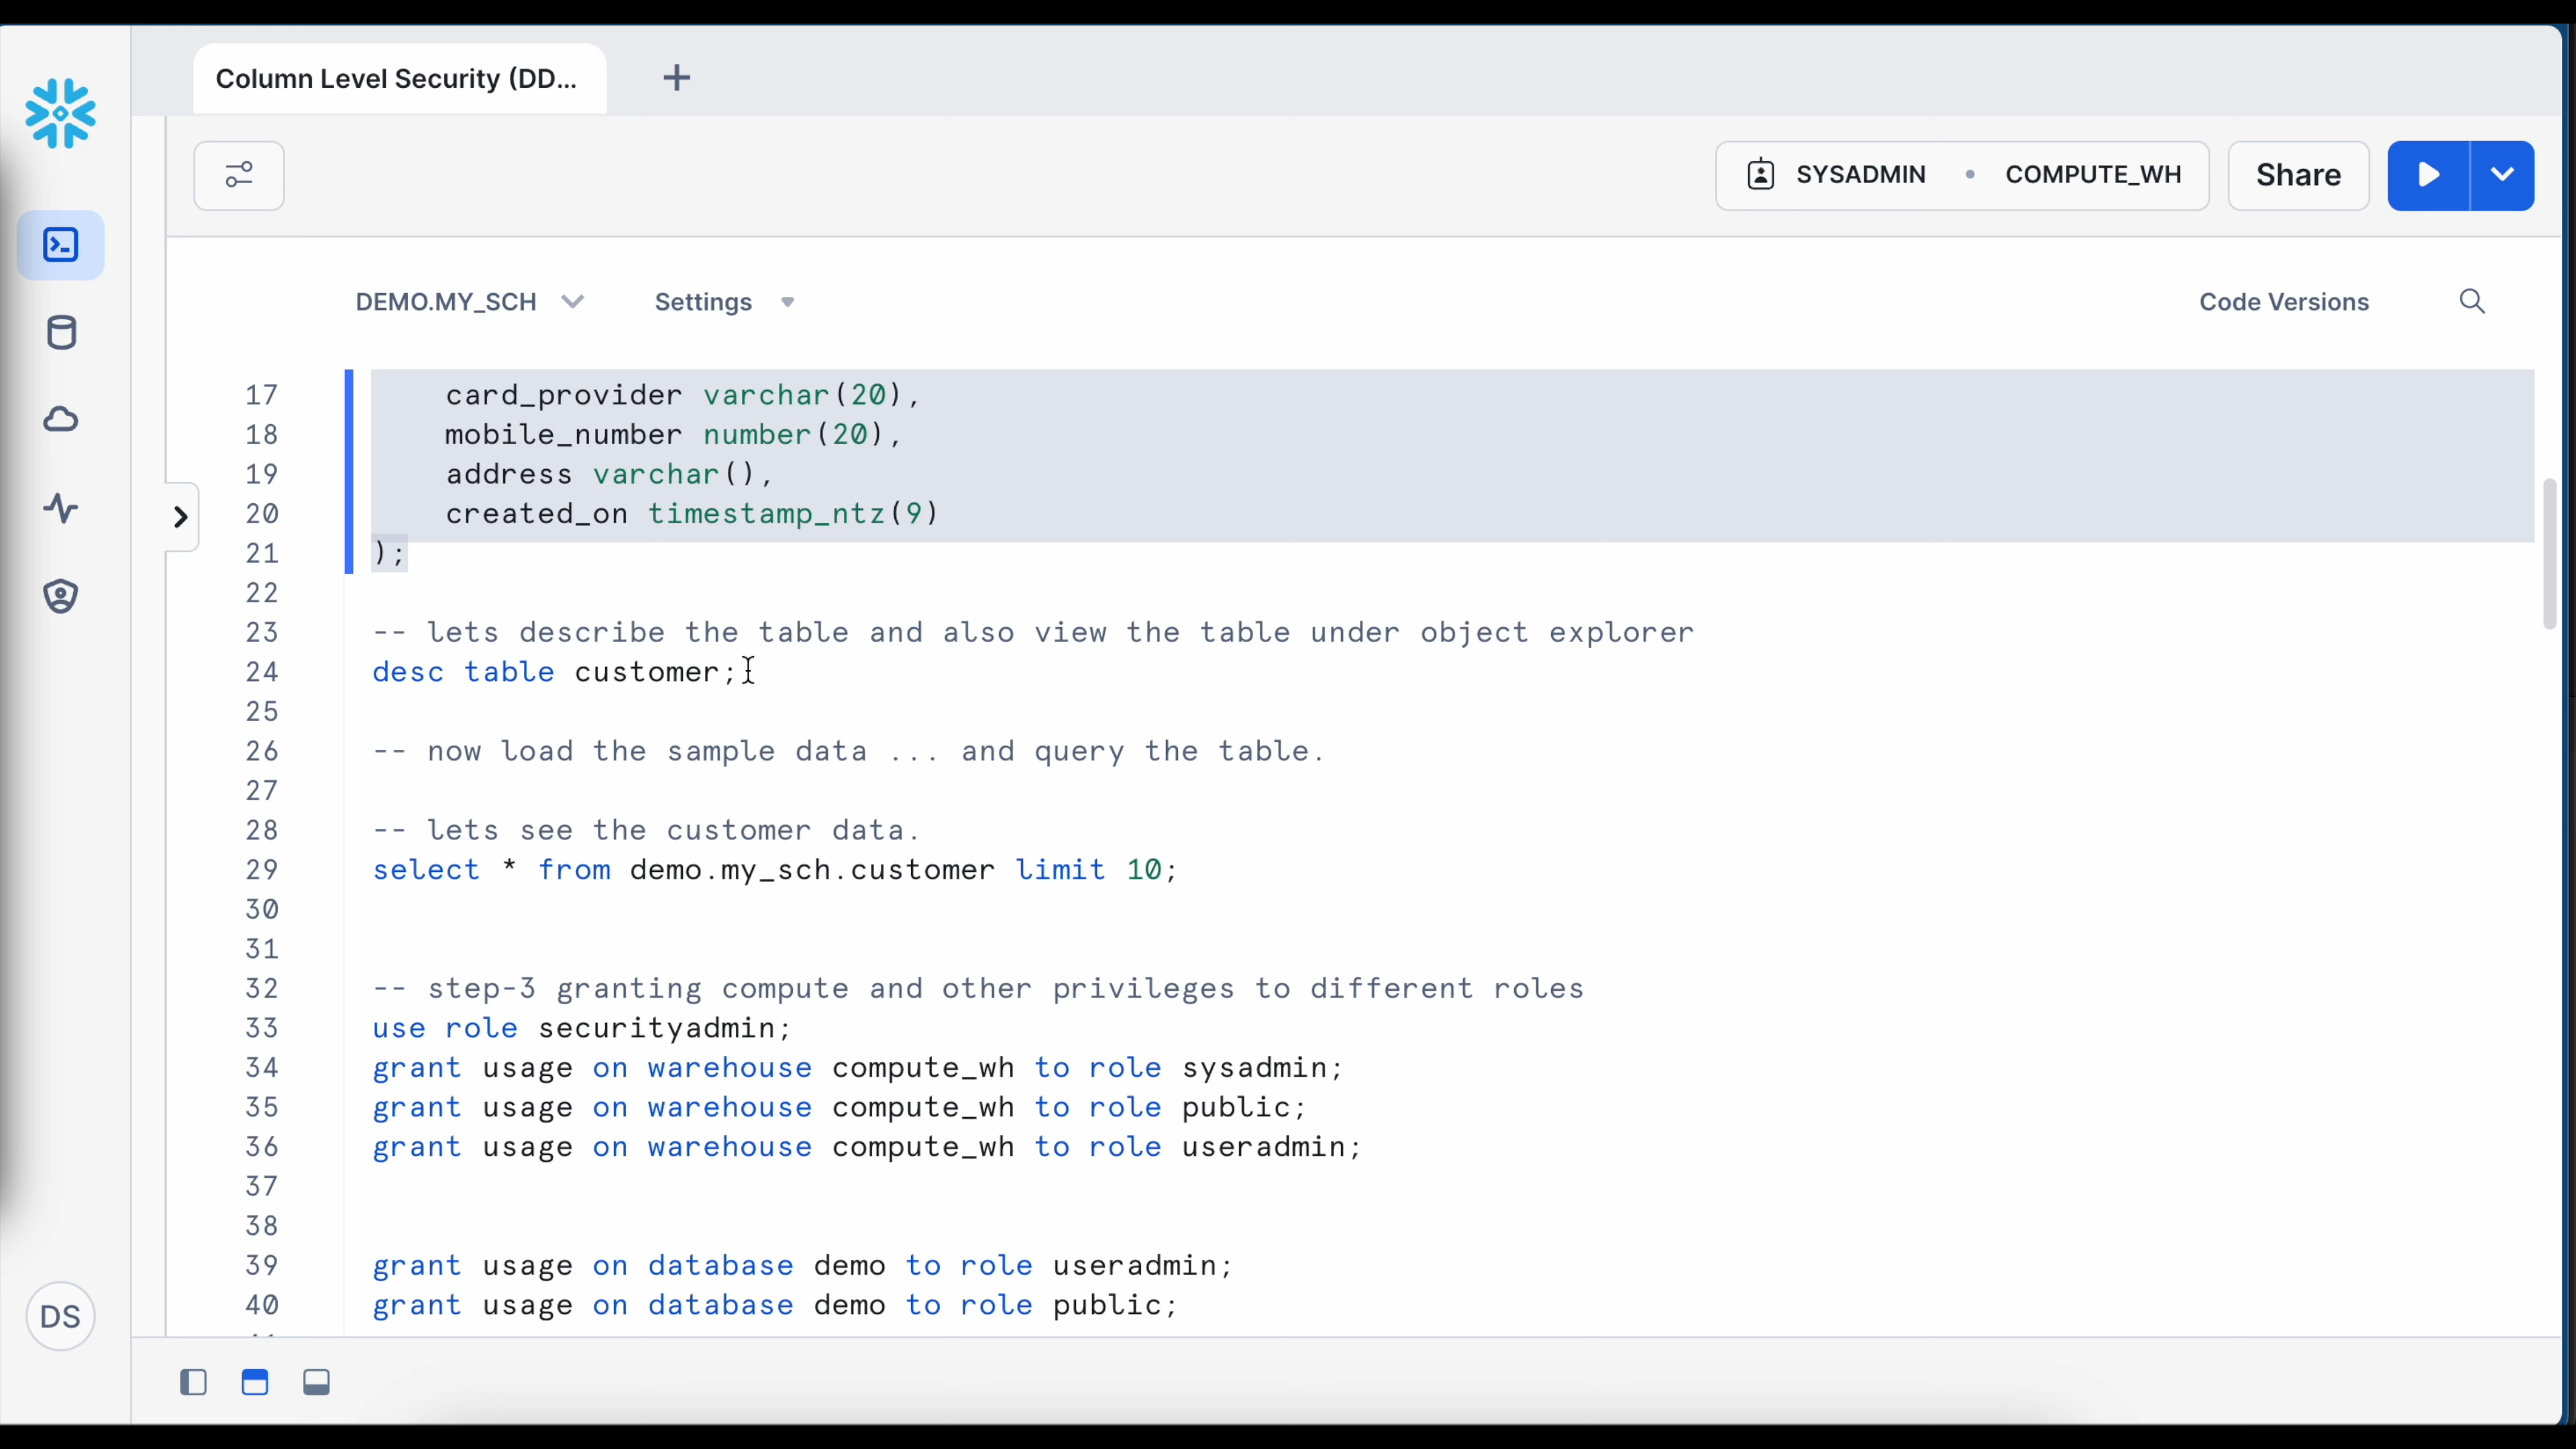 Column Level Security (DD...
SYSADMIN • COMPUTE_WH
Share
DEMO.MY_SCH
Settings
Code Versions
17 card_provider varchar(20),
18 mobile_number number(20),
19 address varchar(),
20 created_on timestamp_ntz(9)
21 );
22
23 -- lets describe the table and also view the table under object explorer
24 desc table customer;
25
26 -- now load the sample data ... and query the table.
27
28 -- lets see the customer data.
29 select * from demo.my_sch.customer limit 10;
30
31
32 -- step-3 granting compute and other privileges to different roles
33 use role securityadmin;
34 grant usage on warehouse compute_wh to role sysadmin;
35 grant usage on warehouse compute_wh to role public;
36 grant usage on warehouse compute_wh to role useradmin;
37
38
39 grant usage on database demo to role useradmin;
40 grant usage on database demo to role public;
DS